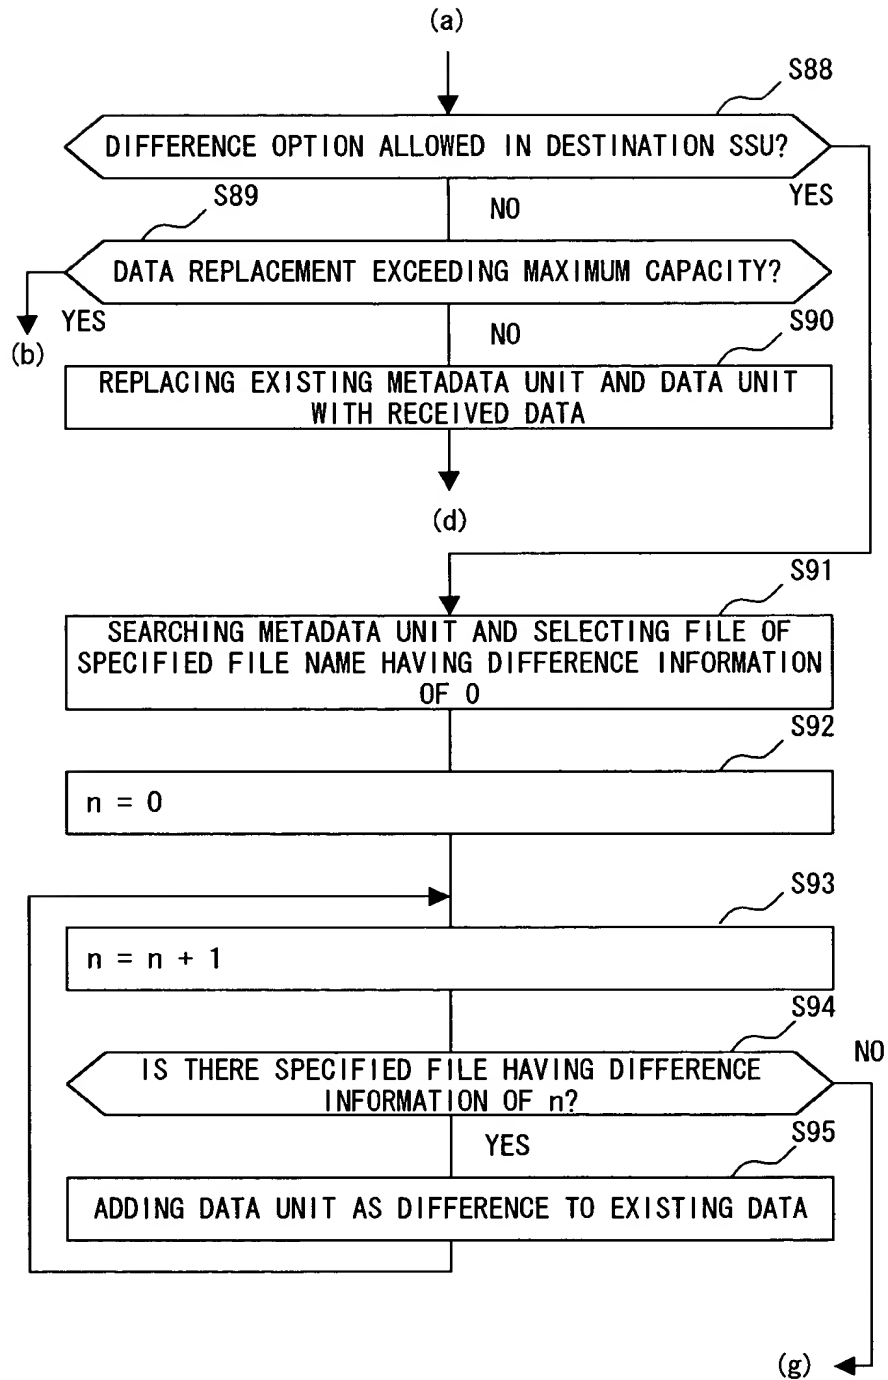 (a)
S88
DIFFERENCE OPTION ALLOWED IN DESTINATION SSU?
YES
S89
NO
DATA REPLACEMENT EXCEEDING MAXIMUM CAPACITY?
YES
(b)
NO
S90
REPLACING EXISTING METADATA UNIT AND DATA UNIT
WITH RECEIVED DATA
(d)
S91
SEARCHING METADATA UNIT AND SELECTING FILE OF
SPECIFIED FILE NAME HAVING DIFFERENCE INFORMATION
OF 0
S92
n = 0
S93
n = n + 1
S94
NO
IS THERE SPECIFIED FILE HAVING DIFFERENCE
INFORMATION OF n?
YES
S95
ADDING DATA UNIT AS DIFFERENCE TO EXISTING DATA
(g)